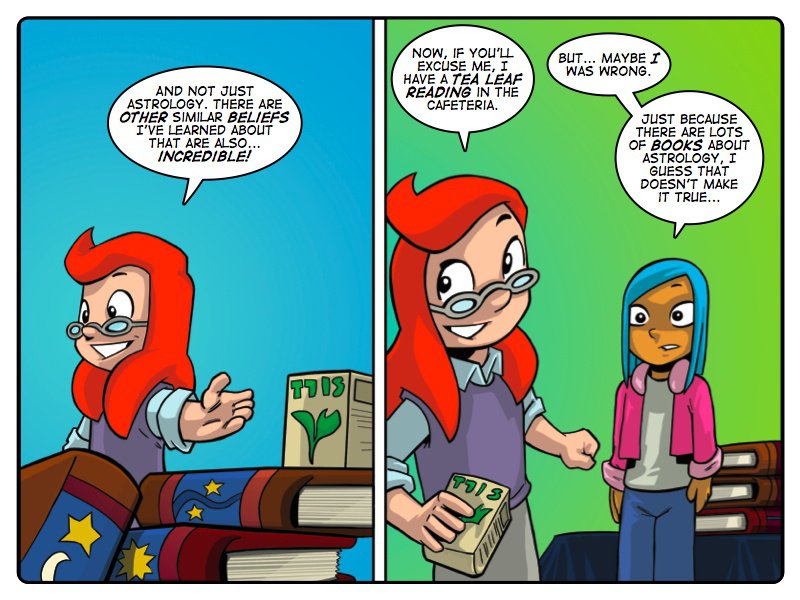 AND NOT JUST
ASTROLOGY. THERE ARE
OTHER SIMILAR BELIEFS
I'VE LEARNED ABOUT
THAT ARE ALSO...
INCREDIBLE!
NOW, IF YOU'LL
EXCUSE ME, I
HAVE A TEA LEAF
READING IN THE
CAFETERIA.
BUT... MAYBE I
WAS WRONG.
JUST BECAUSE
THERE ARE LOTS
OF BOOKS ABOUT
ASTROLOGY, I
GUESS THAT
DOESN'T MAKE
IT TRUE...